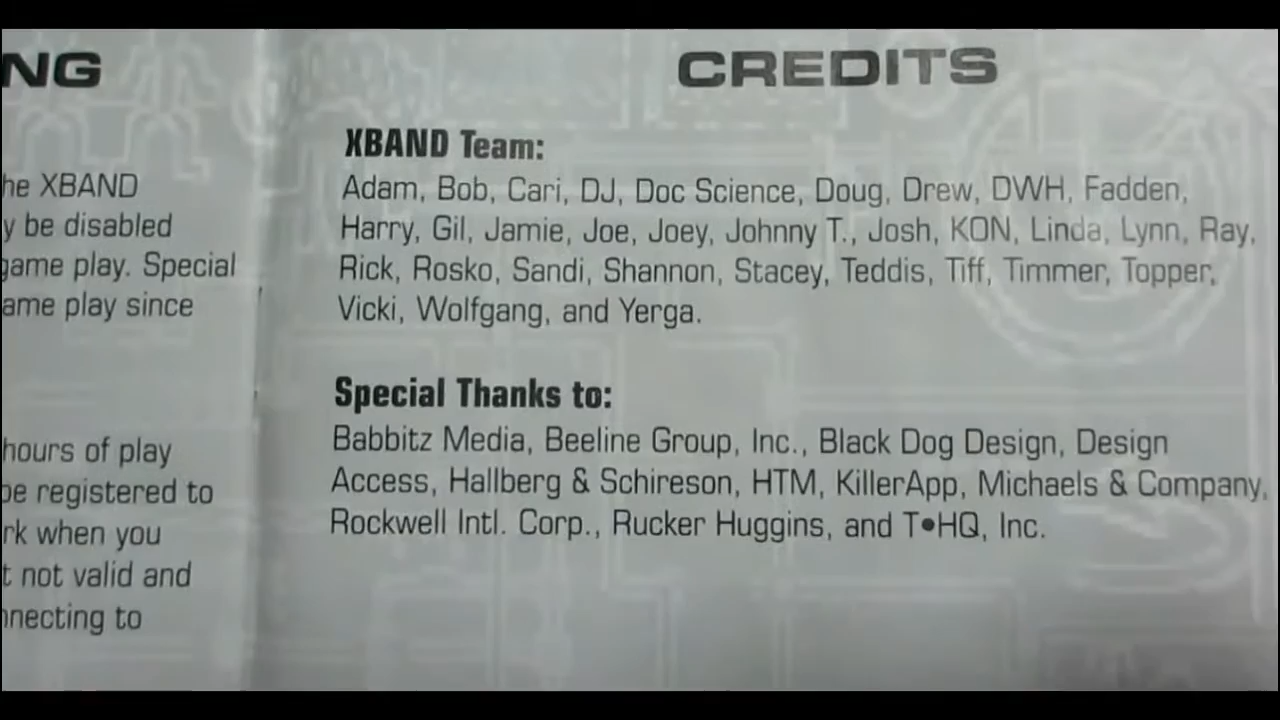 NG
he XBAND
y be disabled
game play. Special
ame play since
hours of play
be registered to
rk when you
t not valid and
nnecting to
CREDITS
XBAND Team:
Adam, Bob, Cari, DJ, Doc Science, Doug, Drew, DWH, Fadden,
Harry, Gil, Jamie, Joe, Joey, Johnny T., Josh, KON, Linda, Lynn, Ray,
Rick, Rosko, Sandi, Shannon, Stacey, Teddis, Tiff, Timmer, Topper,
Vicki, Wolfgang, and Yerga.
Special Thanks to:
Babbitz Media, Beeline Group, Inc., Black Dog Design, Design
Access, Hallberg & Schireson, HTM, KillerApp, Michaels & Company,
Rockwell Intl. Corp., Rucker Huggins, and T•HQ, Inc.